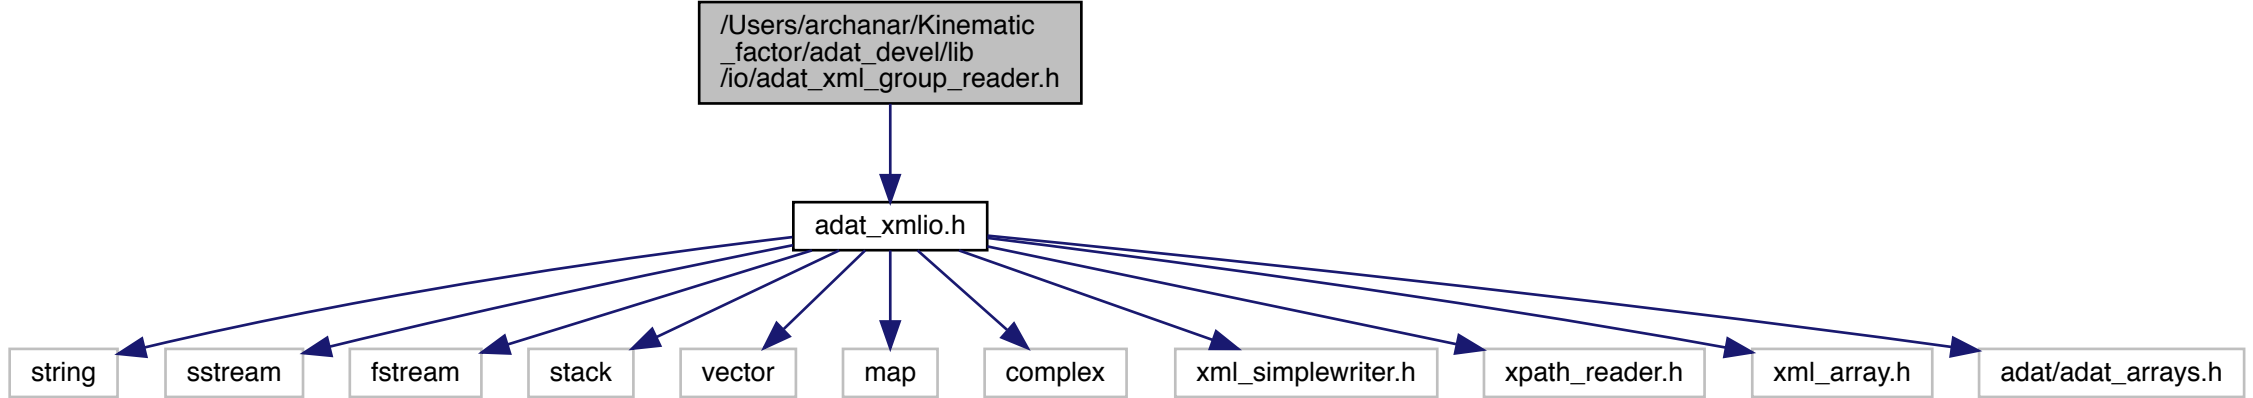 /Users/archanar/Kinematic
_factor/adat_devel/lib
/io/adat_xml_group_reader.h
adat_xmlio.h
string
sstream
fstream
stack
vector
map
complex
xml_simplewriter.h
xpath_reader.h
xml_array.h
adat/adat_arrays.h